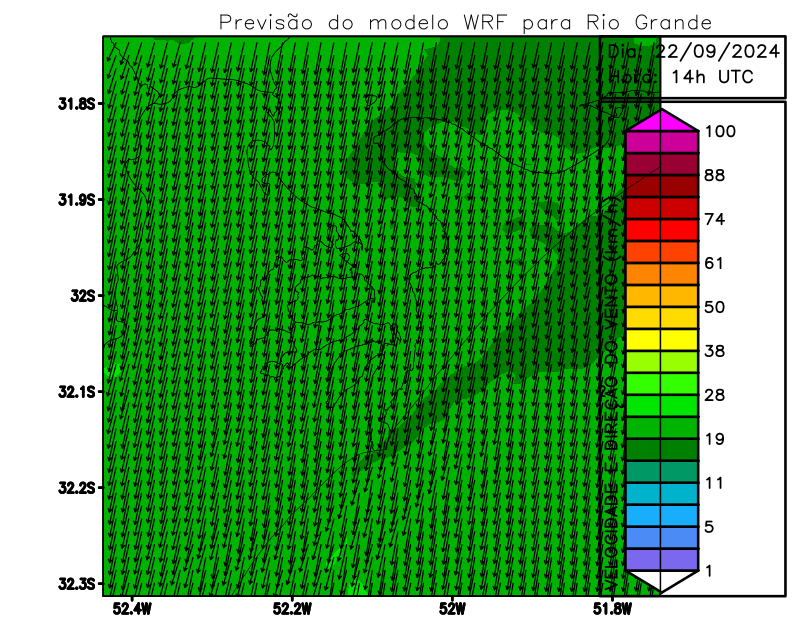 Previsão do modelo WRF para Rio Grande
Dia: 22/09/2024
Hora: 14h UTC
31.8S
31.9S
32S
32.1S
32.2S
32.3S
52.4W
52.2W
52W
51.8W
VELOCIDADE E DIREÇÃO DO VENTO (km/h)
100
88
74
61
50
38
28
19
11
5
1